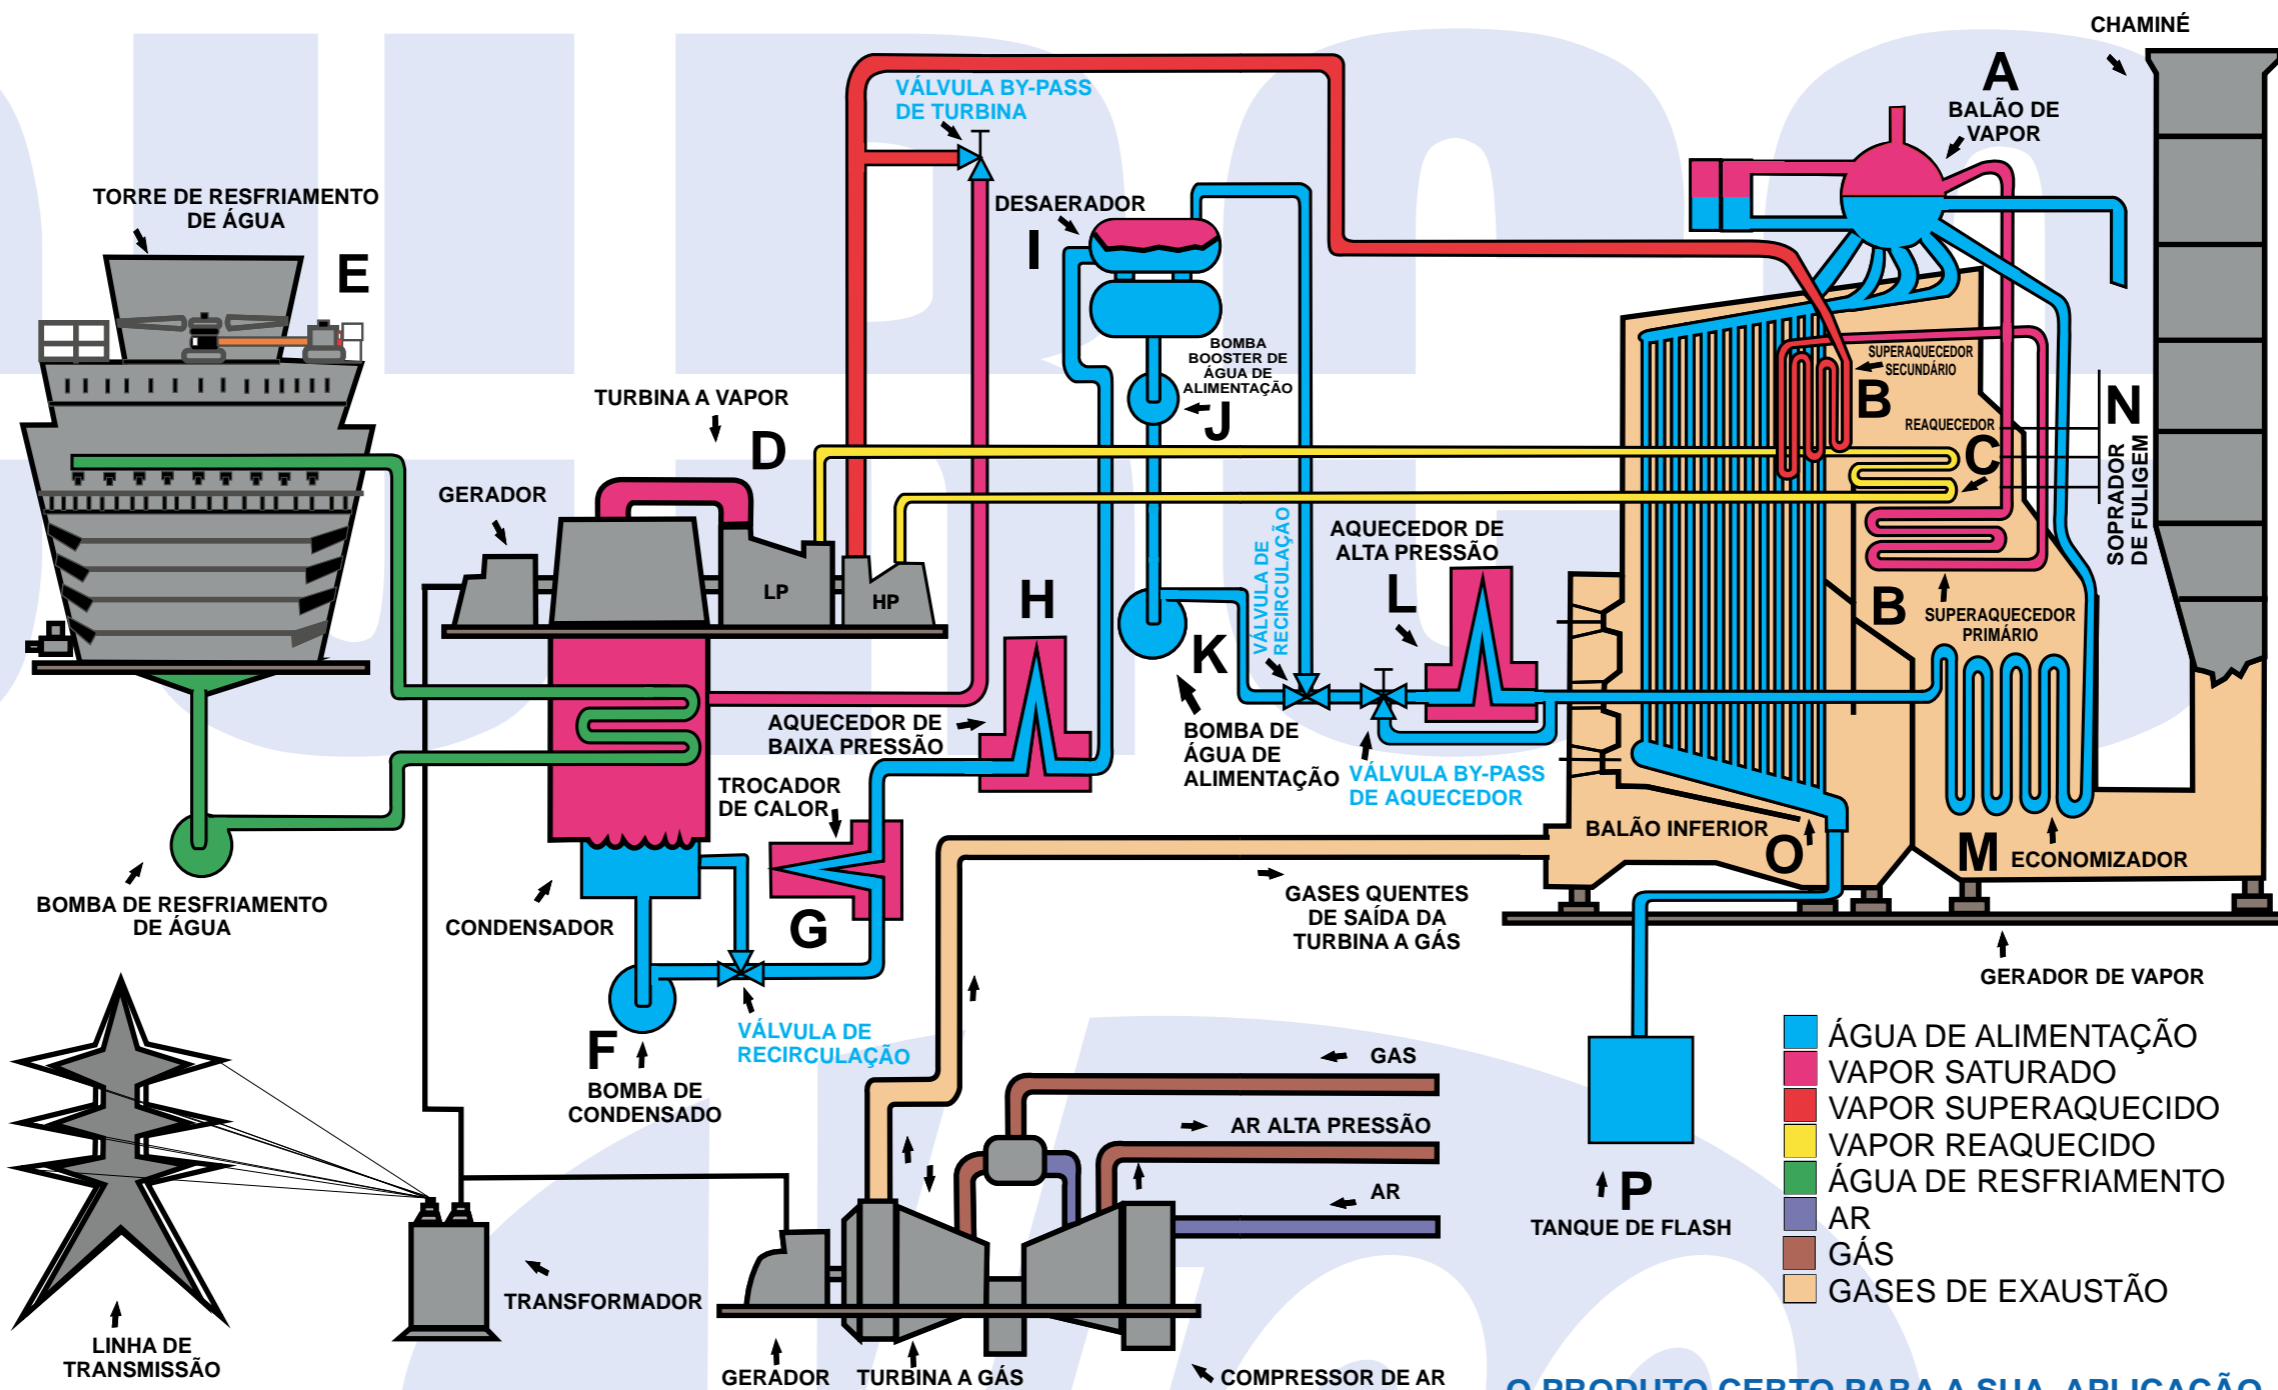 CHAMINÉ
A
BALÃO DE
VAPOR
VÁLVULA BY-PASS
DE TURBINA
TORRE DE RESFRIAMENTO
DE ÁGUA
E
DESAERADOR
I
BOMBA
BOOSTER DE
ÁGUA DE
ALIMENTAÇÃO
J
SUPERAQUECEDOR
SECUNDÁRIO
B
REAQUECEDOR
C
N
SOPRADOR
DE FULIGEM
TURBINA A VAPOR
D
GERADOR
LP
HP
H
K
VÁLVULA DE
RECIRCULAÇÃO
AQUECEDOR DE
ALTA PRESSÃO
L
B
SUPERAQUECEDOR
PRIMÁRIO
AQUECEDOR DE
BAIXA PRESSÃO
BOMBA DE
ÁGUA DE
ALIMENTAÇÃO
VÁLVULA BY-PASS
DE AQUECEDOR
TROCADOR
DE CALOR
G
BALÃO INFERIOR
O
M
ECONOMIZADOR
BOMBA DE RESFRIAMENTO
DE ÁGUA
CONDENSADOR
GASES QUENTES
DE SAÍDA DA
TURBINA A GÁS
GERADOR DE VAPOR
F
BOMBA DE
CONDENSADO
VÁLVULA DE
RECIRCULAÇÃO
GAS
AR ALTA PRESSÃO
AR
P
TANQUE DE FLASH
ÁGUA DE ALIMENTAÇÃO
VAPOR SATURADO
VAPOR SUPERAQUECIDO
VAPOR REAQUECIDO
ÁGUA DE RESFRIAMENTO
AR
GÁS
GASES DE EXAUSTÃO
TRANSFORMADOR
LINHA DE
TRANSMISSÃO
GERADOR
TURBINA A GÁS
COMPRESSOR DE AR
O PRODUTO CERTO PARA A SUA APLICAÇÃO